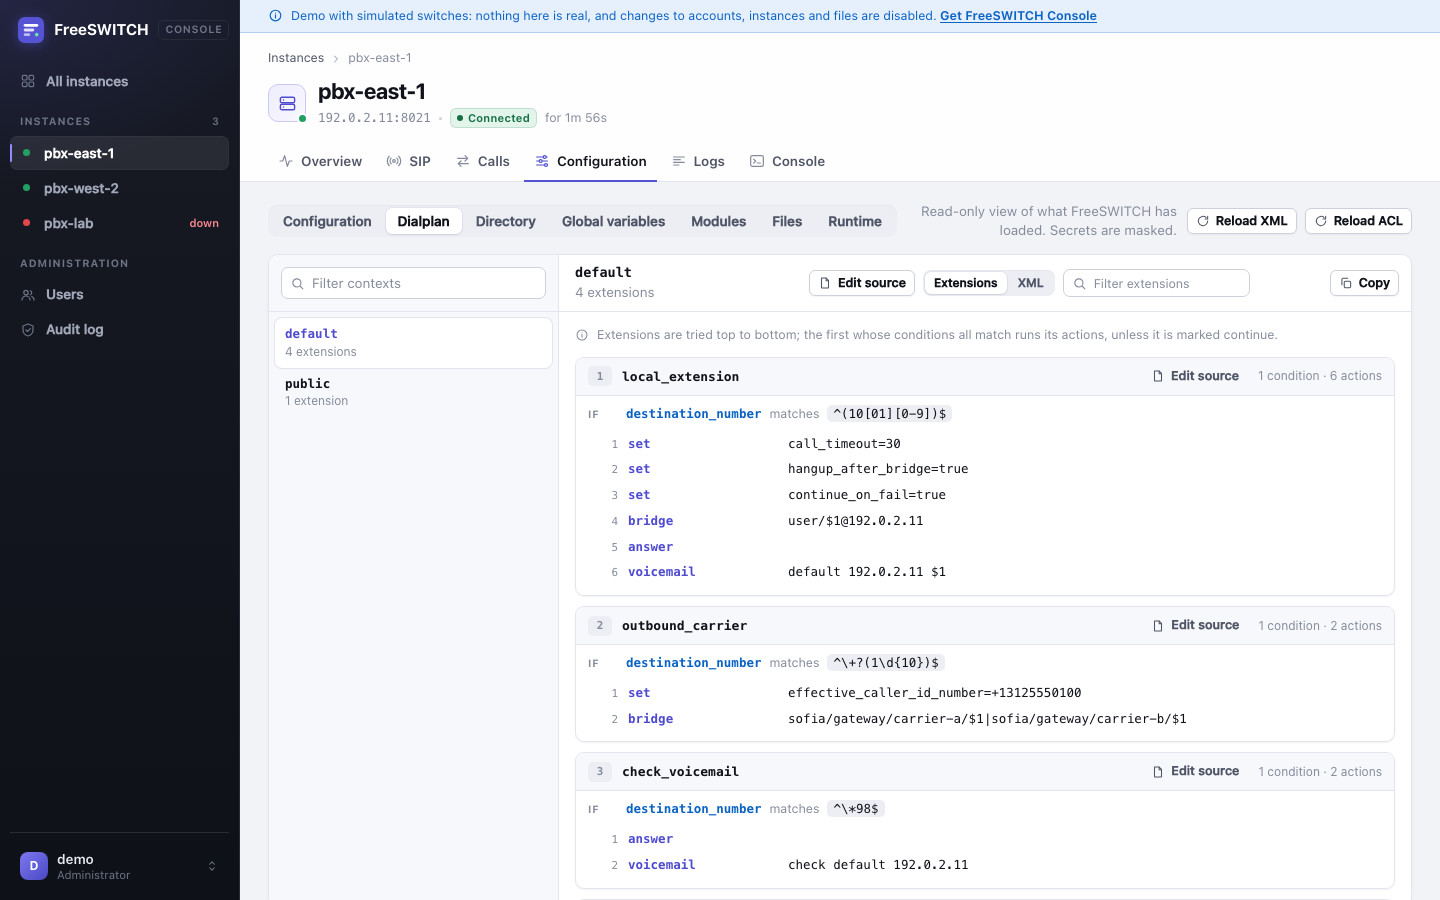 FreeSWITCH CONSOLE
All instances
INSTANCES 3
pbx-east-1
pbx-west-2
pbx-lab down
ADMINISTRATION
Users
Audit log
D demo
Administrator
Demo with simulated switches: nothing here is real, and changes to accounts, instances and files are disabled. Get FreeSWITCH Console
Instances > pbx-east-1
pbx-east-1
192.0.2.11:8021 • Connected for 1m 56s
Overview SIP Calls Configuration Logs Console
Configuration Dialplan Directory Global variables Modules Files Runtime
Read-only view of what FreeSWITCH has
loaded. Secrets are masked.
Reload XML Reload ACL
Filter contexts
default
4 extensions
public
1 extension
default
4 extensions
Edit source Extensions XML Filter extensions Copy
Extensions are tried top to bottom; the first whose conditions all match runs its actions, unless it is marked continue.
1 local_extension Edit source 1 condition · 6 actions
IF destination_number matches ^(10[01][0-9])$
1 set call_timeout=30
2 set hangup_after_bridge=true
3 set continue_on_fail=true
4 bridge user/$1@192.0.2.11
5 answer
6 voicemail default 192.0.2.11 $1
2 outbound_carrier Edit source 1 condition · 2 actions
IF destination_number matches ^\+?(1\d{10})$
1 set effective_caller_id_number=+13125550100
2 bridge sofia/gateway/carrier-a/$1|sofia/gateway/carrier-b/$1
3 check_voicemail Edit source 1 condition · 2 actions
IF destination_number matches ^\*98$
1 answer
2 voicemail check default 192.0.2.11